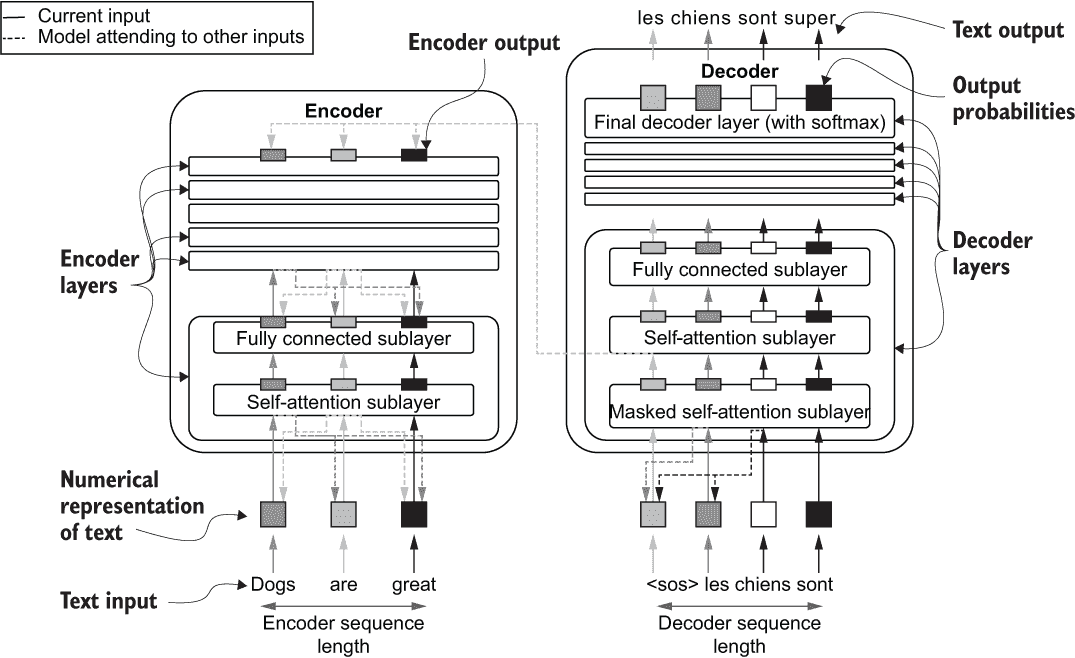 Current input
Model attending to other inputs
Encoder output
les chiens sont super
Text output
Decoder
Output
probabilities
Encoder
Final decoder layer (with softmax)
Encoder
layers
Decoder
layers
Fully connected sublayer
Self-attention sublayer
Masked self-attention sublayer
Fully connected sublayer
Self-attention sublayer
Numerical
representation
of text
Text input
Dogs are great
<sos> les chiens sont
Encoder sequence
length
Decoder sequence
length